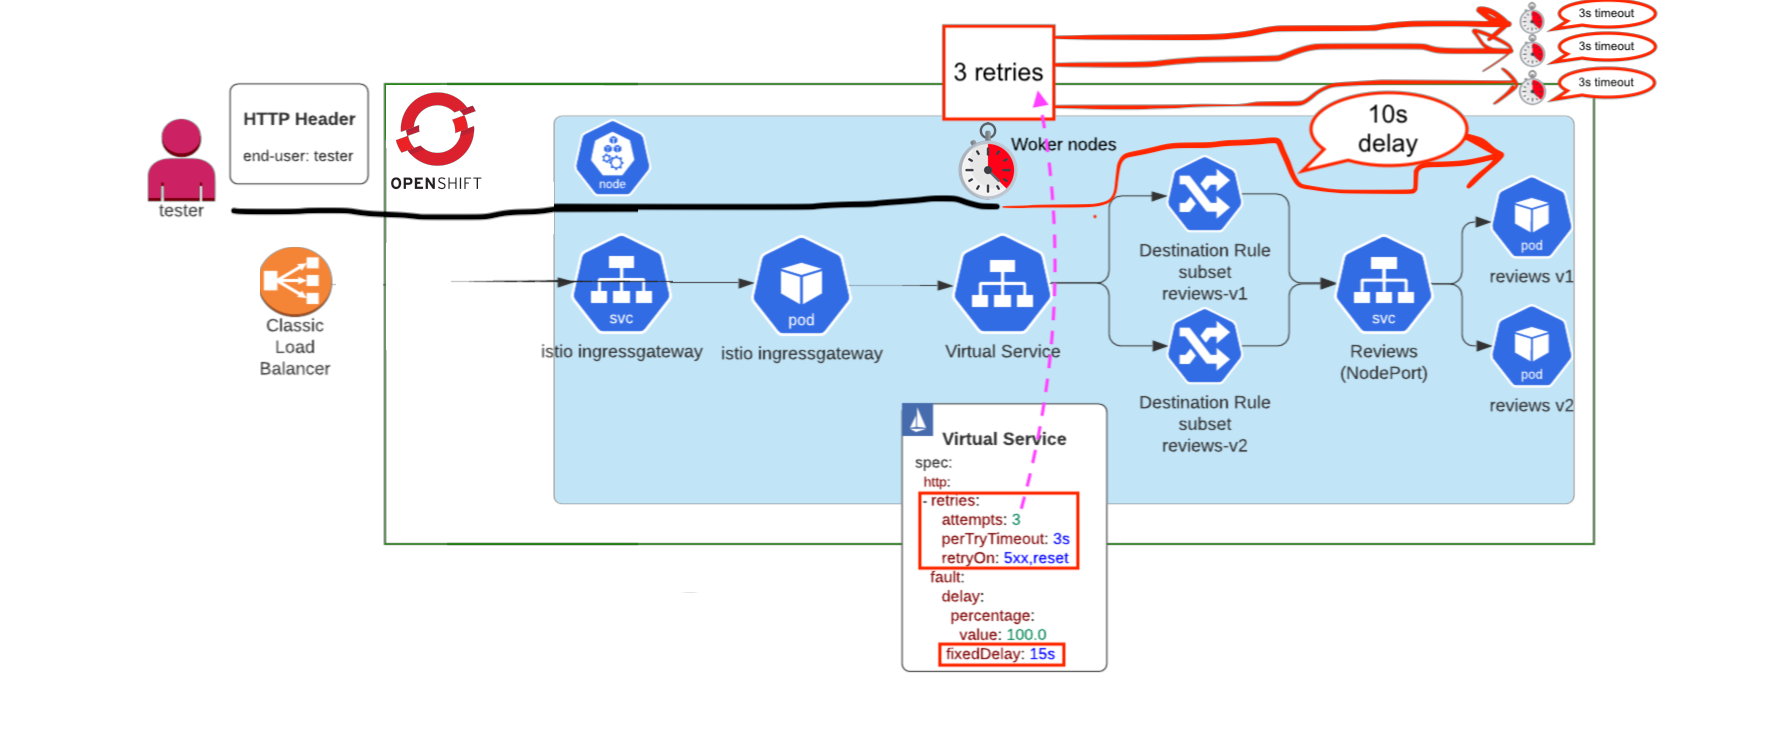 3s timeout
3s timeout
3s timeout
3 retries
HTTP Header
end-user: tester
OPENSHIFT
node
Woker nodes
10s
delay
tester
Classic
Load
Balancer
svc
istio ingressgateway
pod
istio ingressgateway
Virtual Service
Destination Rule
subset
reviews-v1
Destination Rule
subset
reviews-v2
svc
Reviews
(NodePort)
pod
reviews v1
pod
reviews v2
Virtual Service
spec:
http:
- retries:
attempts: 3
perTryTimeout: 3s
retryOn: 5xx,reset
fault:
delay:
percentage:
value: 100.0
fixedDelay: 15s